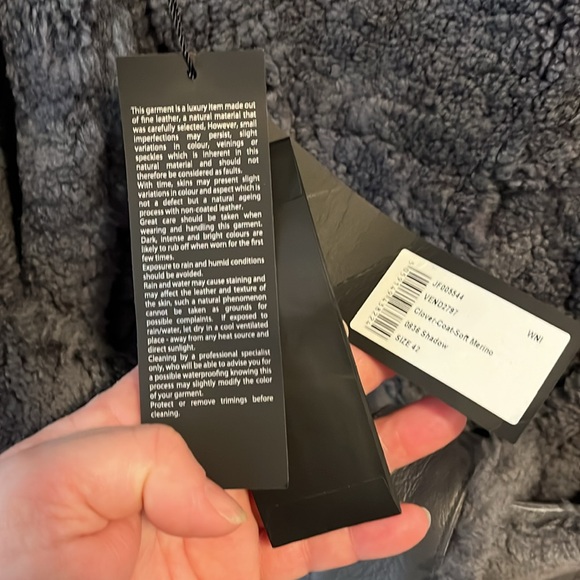 This garment is a luxury item made out
of fine leather, a natural material that
was carefully selected, However, small
imperfections may persist, slight
variations in colour, veinings or
speckles which is inherent in this
natural material and should not
therefore be considered as faults.
With time, skins may present slight
variations in colour and aspect which is
not a defect but a natural ageing
process with non-coated leather.
Great care should be taken when
wearing and handling this garment.
Dark, intense and bright colours are
likely to rub off when worn for the first
few times.
Exposure to rain and humid conditions
should be avoided.
Rain and water may cause staining and
may affect the leather and texture of
the skin, such a natural phenomenon
cannot be taken as grounds for
possible complaints. If exposed to
rain/water, let dry in a cool ventilated
place - away from any heat source and
direct sunlight.
Cleaning by a professional specialist
only, who will be able to advise you for
a possible waterproofing knowing this
process may slightly modify the color
of your garment.
Protect or remove trimings before
cleaning.
JF005544
VEND2787
WNI
Clover-Coat-Soft Merino
0838 Shadow
SIZE 42